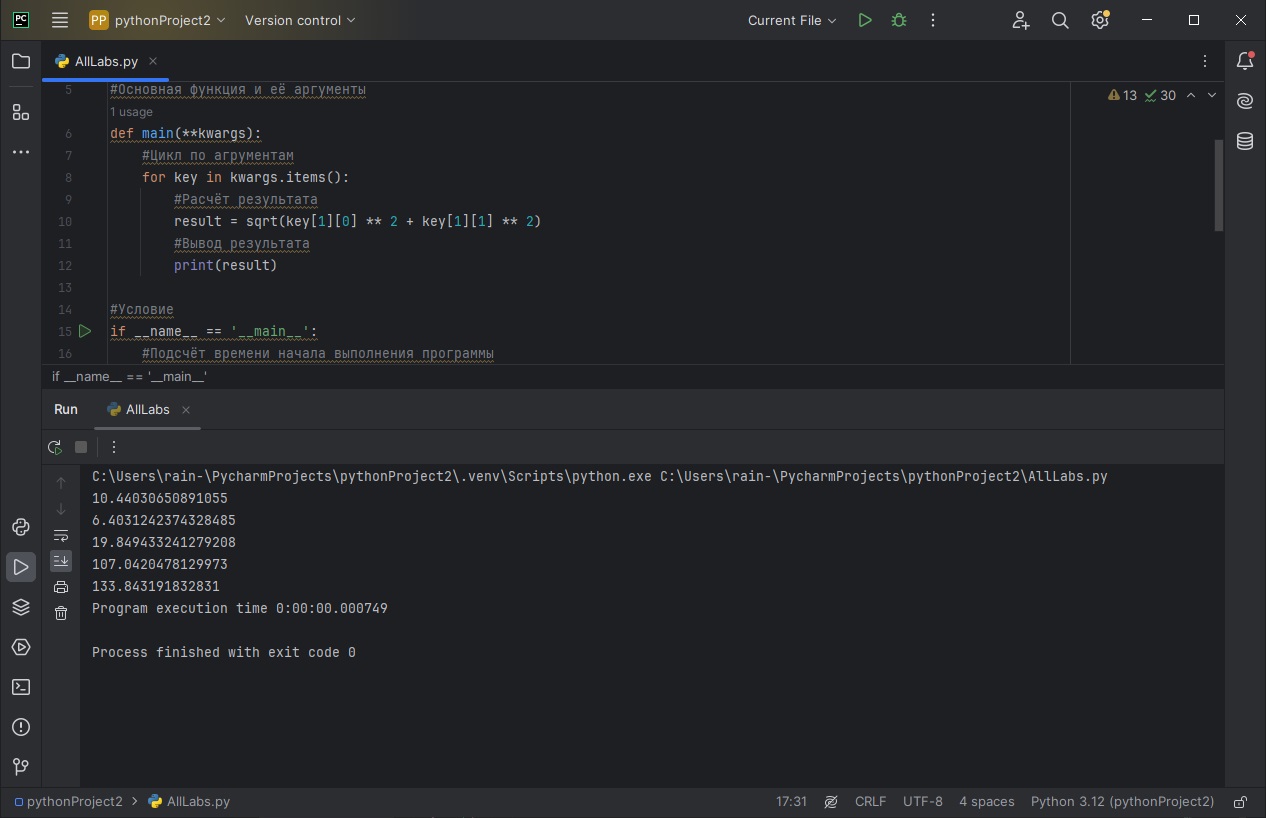 PC
PP pythonProject2 Version control Current File
AllLabs.py
13 30
5 #Основная функция и её аргументы
1 usage
6 def main(**kwargs):
7 #Цикл по агрументам
8 for key in kwargs.items():
9 #Расчёт результата
10 result = sqrt(key[1][0] ** 2 + key[1][1] ** 2)
11 #Вывод результата
12 print(result)
13
14 #Условие
15 if __name__ == '__main__':
16 #Подсчёт времени начала выполнения программы
if __name__ == '__main__'
Run AllLabs
C:\Users\rain-\PycharmProjects\pythonProject2\.venv\Scripts\python.exe C:\Users\rain-\PycharmProjects\pythonProject2\AllLabs.py
10.44030650891055
6.4031242374328485
19.849433241279208
107.0420478129973
133.843191832831
Program execution time 0:00:00.000749
Process finished with exit code 0
pythonProject2 AllLabs.py 17:31 CRLF UTF-8 4 spaces Python 3.12 (pythonProject2)